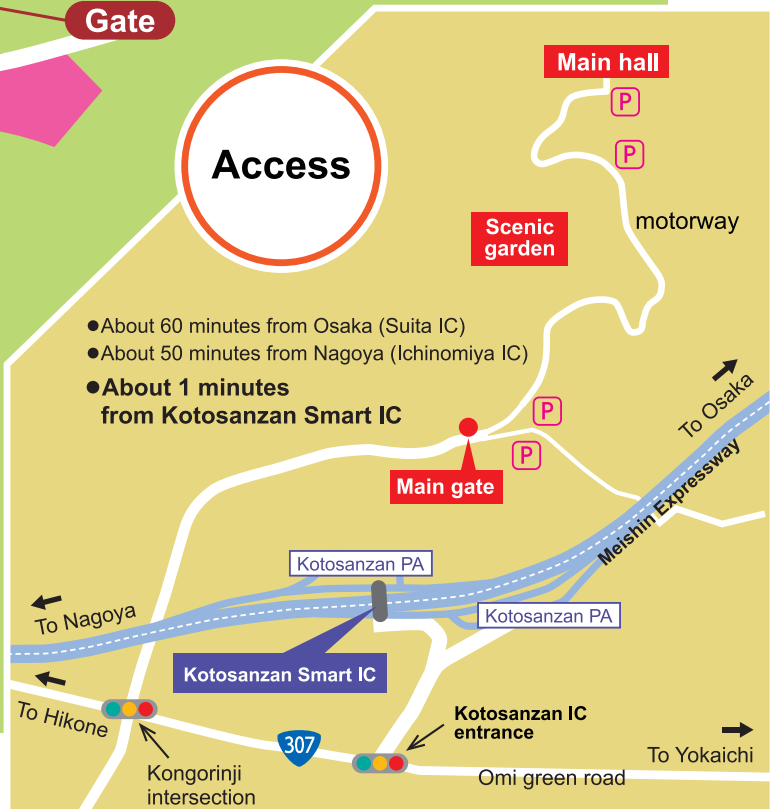 Gate
Main hall
P
P
Access
Scenic
garden
motorway
●About 60 minutes from Osaka (Suita IC)
●About 50 minutes from Nagoya (Ichinomiya IC)
●About 1 minutes
from Kotosanzan Smart IC
P
P
Main gate
To Osaka
Meishin Expressway
Kotosanzan PA
To Nagoya
Kotosanzan PA
Kotosanzan Smart IC
To Hikone
Kotosanzan IC
entrance
307
To Yokaichi
Kongorinji
intersection
Omi green road